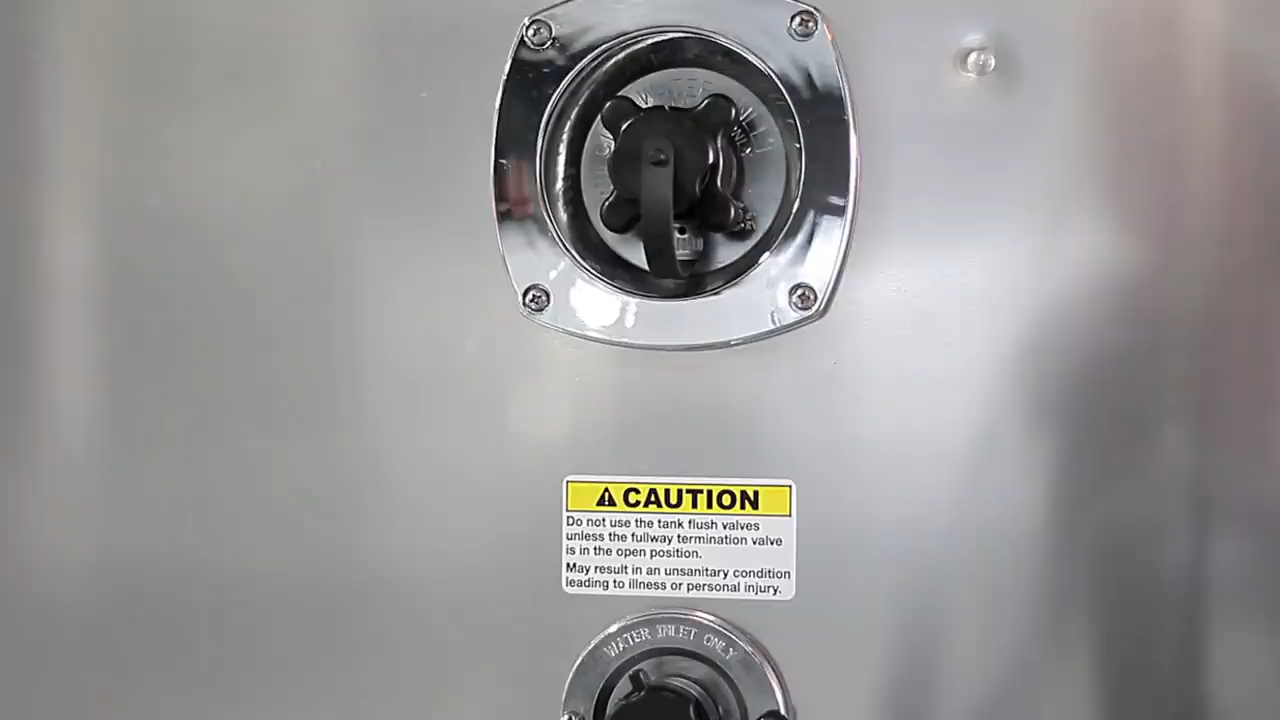 WATER
CAUTION
Do not use the tank flush valves
unless the fullway termination valve
is in the open position.
May result in an unsanitary condition
leading to illness or personal injury.
WATER INLET ONLY